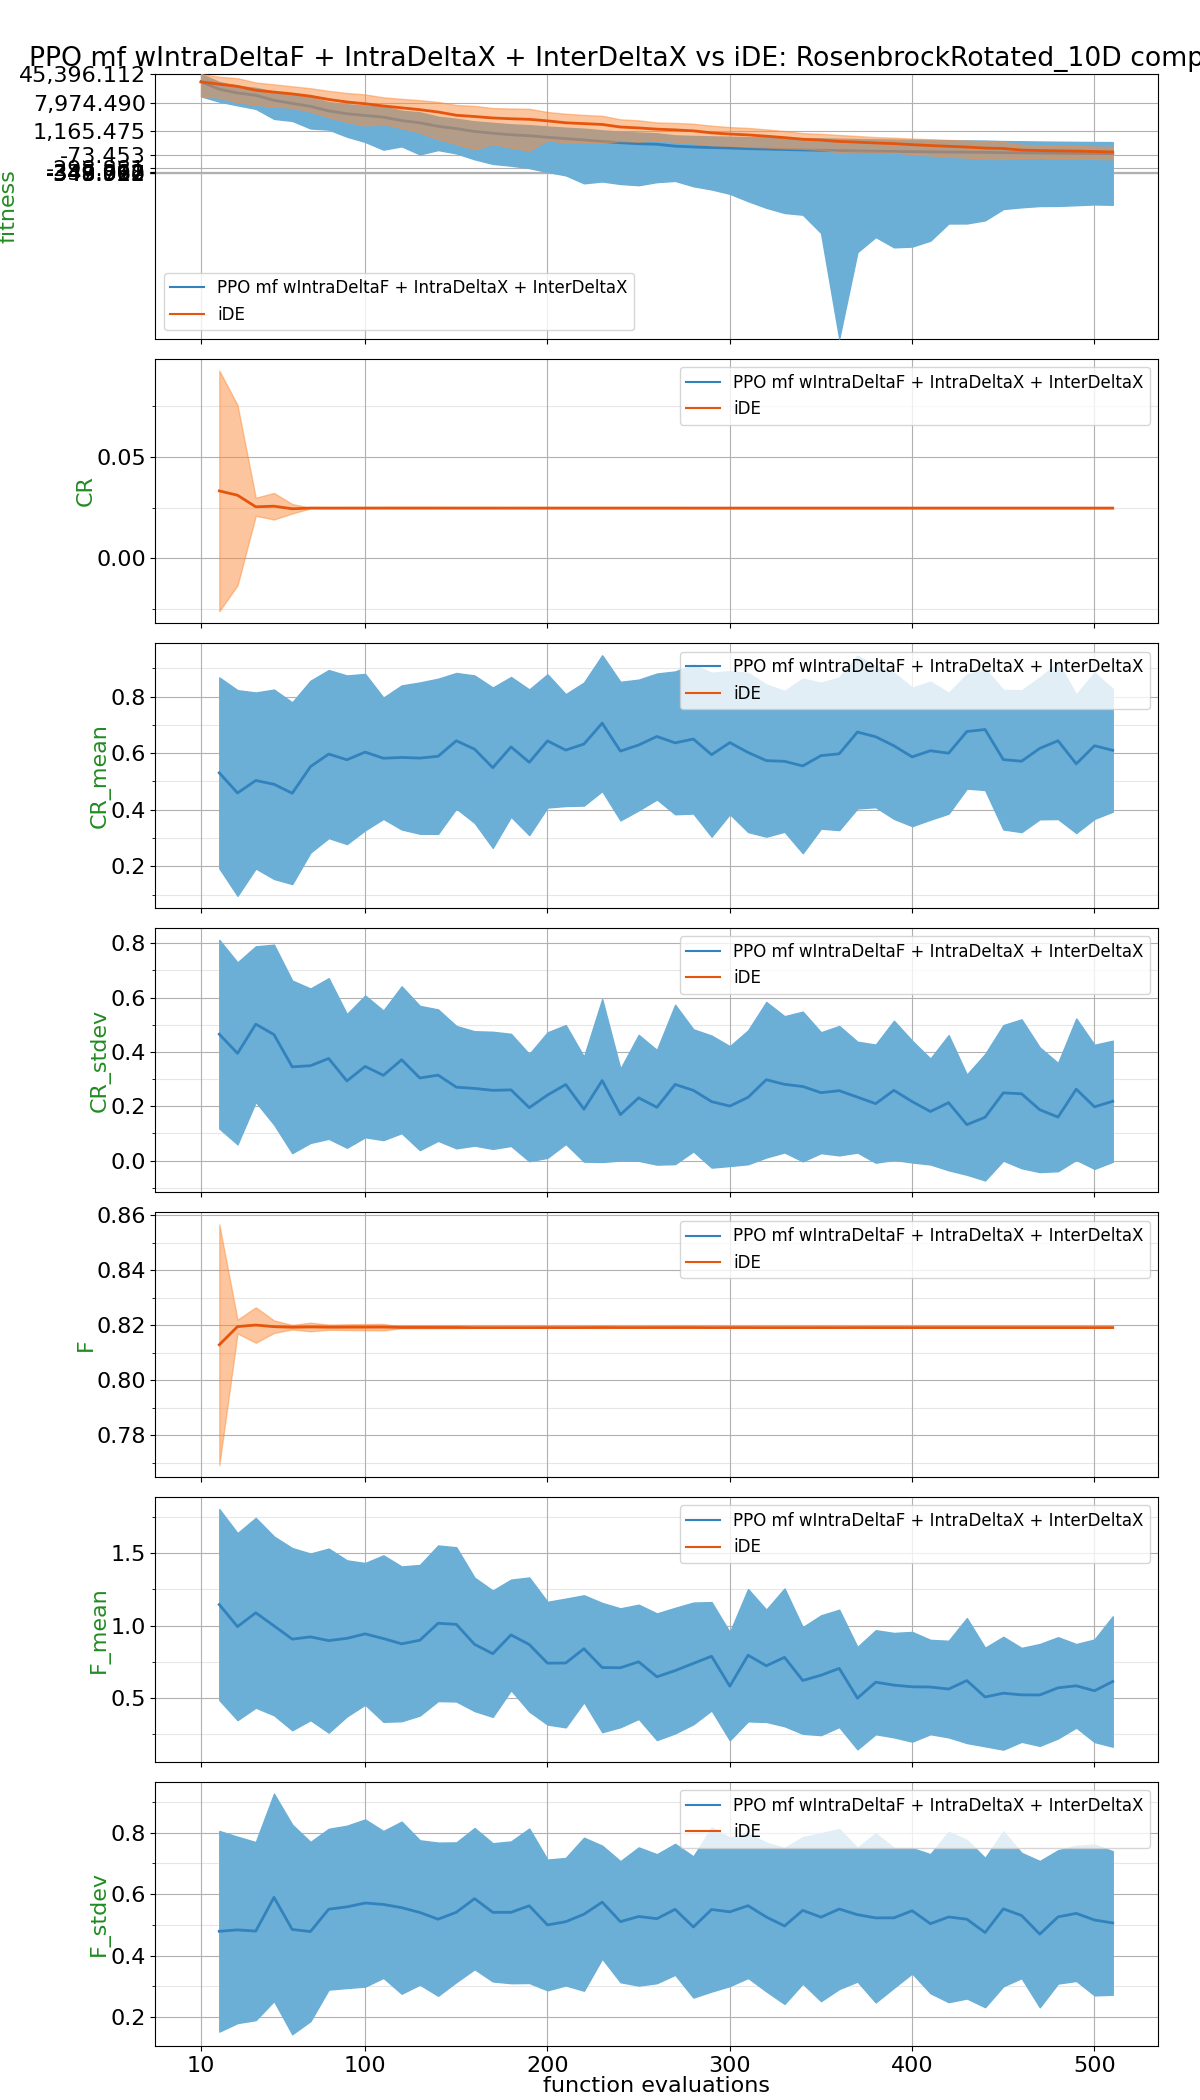 PPO mf wIntraDeltaF + IntraDeltaX + InterDeltaX vs iDE: RosenbrockRotated_10D comp
45,396.112
7,974.490
1,165.475
-73.453
fitness
PPO mf wIntraDeltaF + IntraDeltaX + InterDeltaX
iDE
PPO mf wIntraDeltaF + IntraDeltaX + InterDeltaX
iDE
0.05
0.00
CR
PPO mf wIntraDeltaF + IntraDeltaX + InterDeltaX
iDE
0.8
0.6
0.4
0.2
CR_mean
PPO mf wIntraDeltaF + IntraDeltaX + InterDeltaX
iDE
0.8
0.6
0.4
0.2
0.0
CR_stdev
PPO mf wIntraDeltaF + IntraDeltaX + InterDeltaX
iDE
0.86
0.84
0.82
0.80
0.78
F
PPO mf wIntraDeltaF + IntraDeltaX + InterDeltaX
iDE
1.5
1.0
0.5
F_mean
PPO mf wIntraDeltaF + IntraDeltaX + InterDeltaX
iDE
0.8
0.6
0.4
0.2
F_stdev
10 100 200 300 400 500
function evaluations